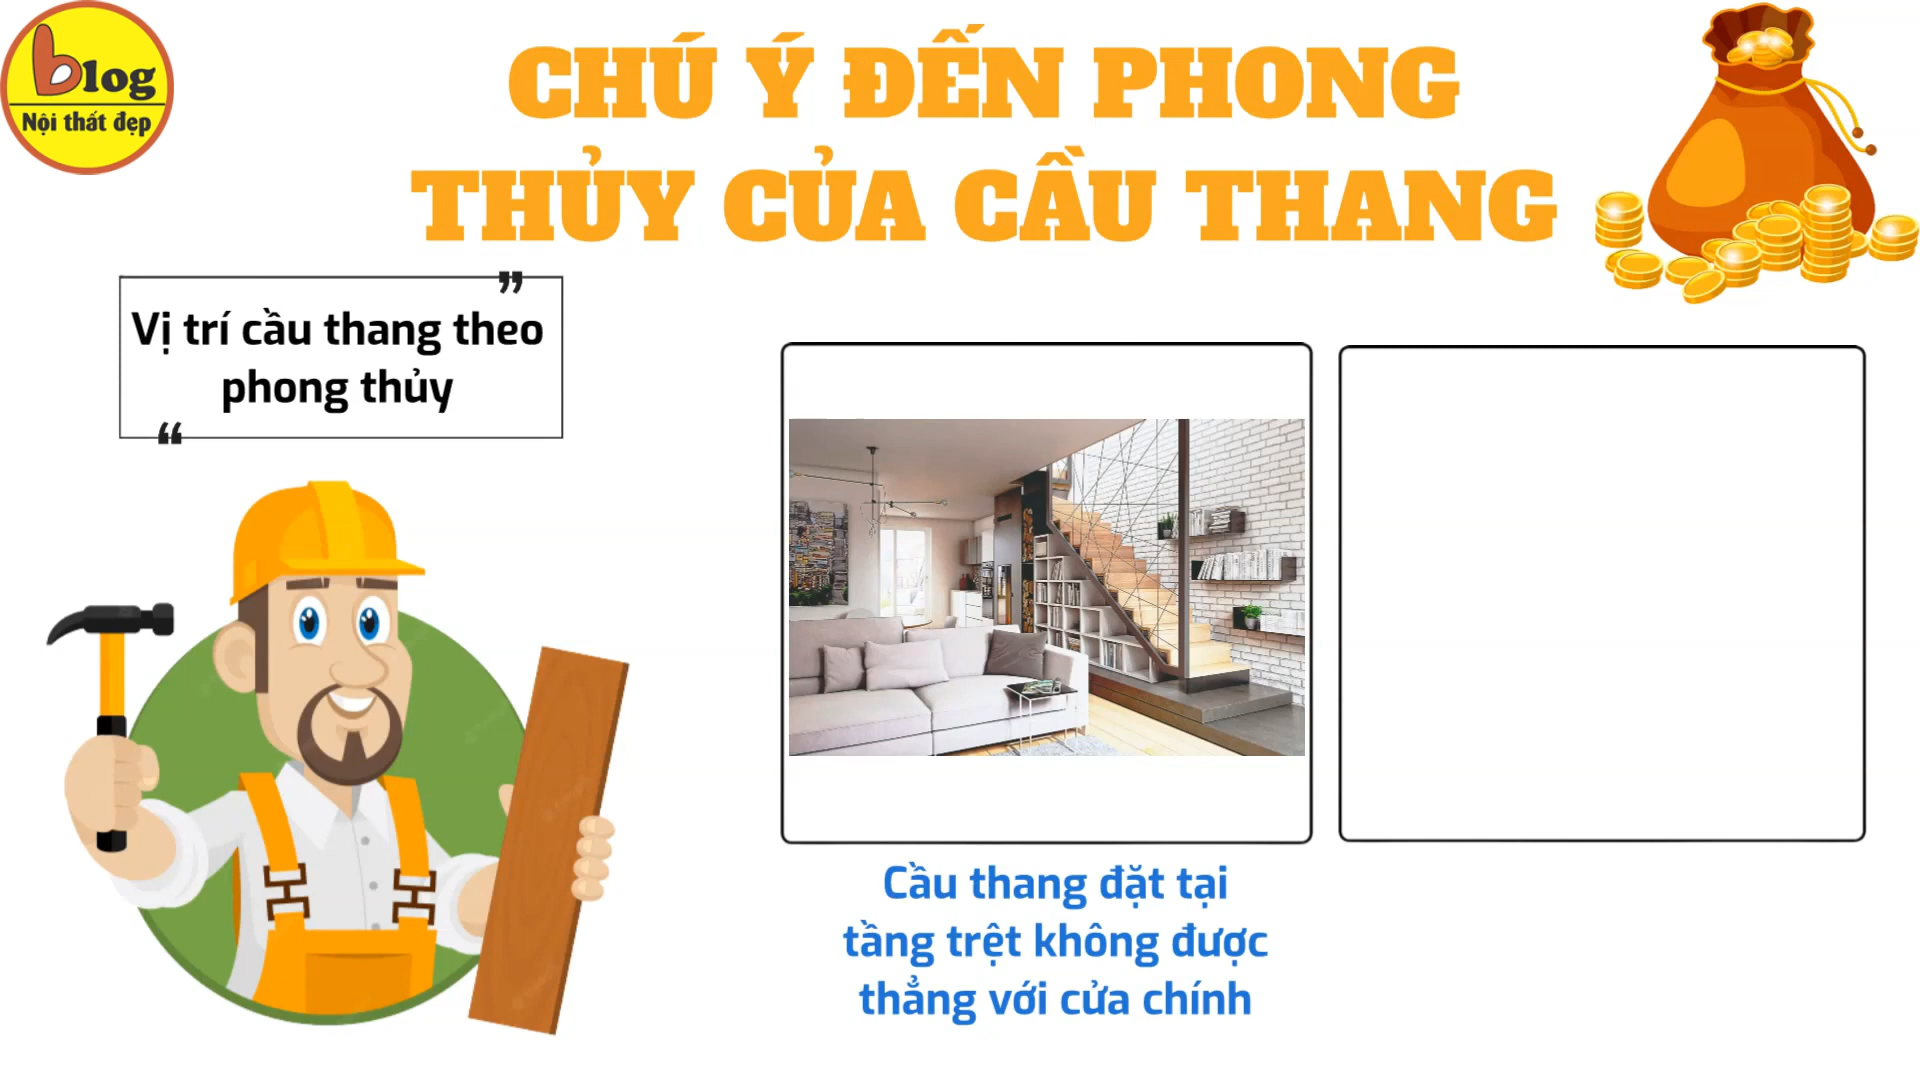 blog
Nội thất đẹp
CHÚ Ý ĐẾN PHONG
THỦY CỦA CẦU THANG
Vị trí cầu thang theo
phong thủy
Cầu thang đặt tại
tầng trệt không được
thẳng với cửa chính